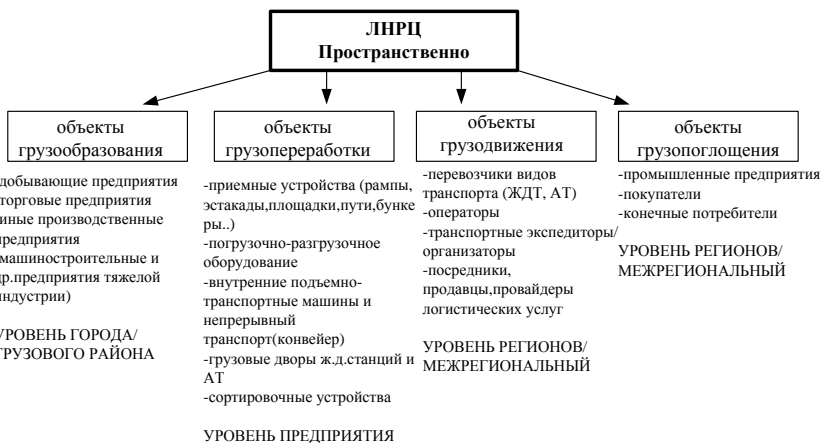 ЛНРЦ
Пространственно
объекты
грузообразования
добывающие предприятия
торговые предприятия
иные производственные
предприятия
машиностроительные и
др.предприятия тяжелой
индустрии)
УРОВЕНЬ ГОРОДА/
ГРУЗОВОГО РАЙОНА
объекты
грузопереработки
-приемные устройства (рампы,
эстакады,площадки,пути,бунке
ры..)
-погрузочно-разгрузочное
оборудование
-внутренние подъемно-
транспортные машины и
непрерывный
транспорт(конвейер)
-грузовые дворы ж.д.станций и
АТ
-сортировочные устройства
УРОВЕНЬ ПРЕДПРИЯТИЯ
объекты
грузодвижения
-перевозчики видов
транспорта (ЖДТ, АТ)
-операторы
-транспортные экспедиторы/
организаторы
-посредники,
продавцы,провайдеры
логистических услуг
УРОВЕНЬ РЕГИОНОВ/
МЕЖРЕГИОНАЛЬНЫЙ
объекты
грузопоглощения
-промышленные предприятия
-покупатели
-конечные потребители
УРОВЕНЬ РЕГИОНОВ/
МЕЖРЕГИОНАЛЬНЫЙ